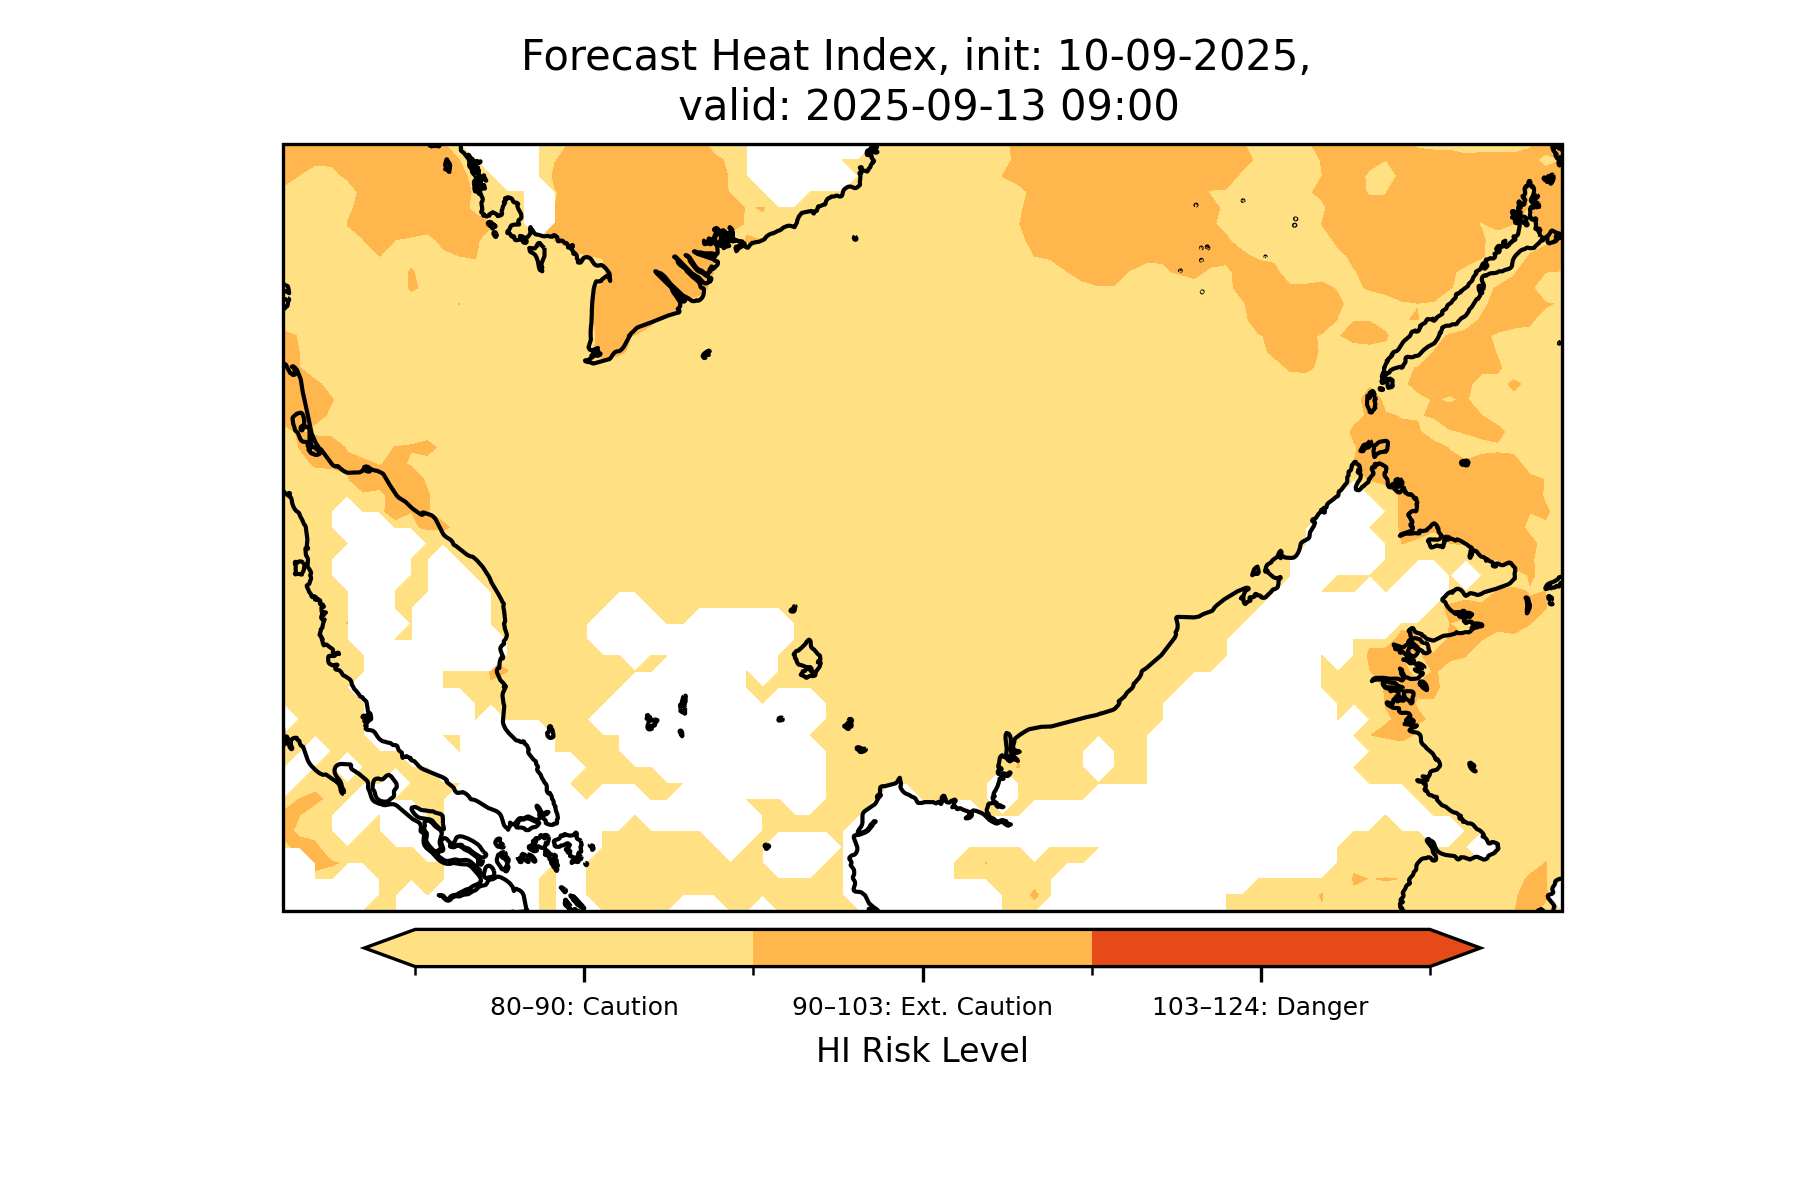 Forecast Heat Index, init: 10-09-2025,
valid: 2025-09-13 09:00
80–90: Caution
90–103: Ext. Caution
103–124: Danger
HI Risk Level